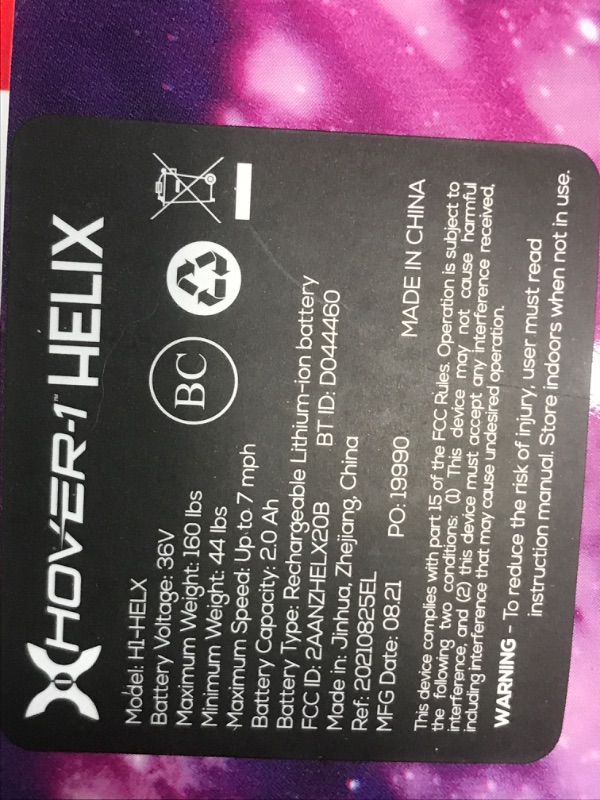 HOVER-1™ HELIX
Model: H1-HELX
Battery Voltage: 36V
Maximum Weight: 160 lbs
Minimum Weight: 44 lbs
Maximum Speed: Up to 7 mph
Battery Capacity: 2.0 Ah
Battery Type: Rechargeable Lithium-ion battery
FCC ID: 2AANZHELX20B BT ID: D044460
Made in: Jinhua, Zhejiang, China
Ref: 20210825EL
MFG Date: 08.21 PO: 19990 MADE IN CHINA
BC
This device complies with part 15 of the FCC Rules. Operation is subject to
the following two conditions: (1) This device may not cause harmful
interference, and (2) this device must accept any interference received,
including interference that may cause undesired operation.
WARNING - To reduce the risk of injury, user must read
instruction manual. Store indoors when not in use.